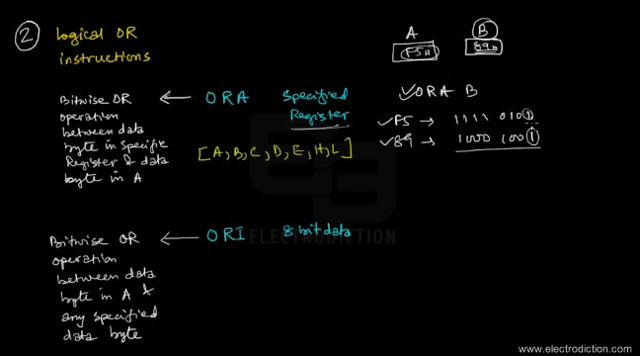 2 Logical OR
instructions
A
F5H
B
89H
Bitwise OR
operation
between data
byte in specific
Register & data
byte in A
← ORA Specified
Register
[A, B, C, D, E, H, L]
✓ ORA B
✓ F5 → 1111 0101
✓ 89 → 1000 1001
Bitwise OR
operation
between data
byte in A &
any specified
data byte
← ORI 8 bit data
ELECTRODICTION
www.electrodiction.com